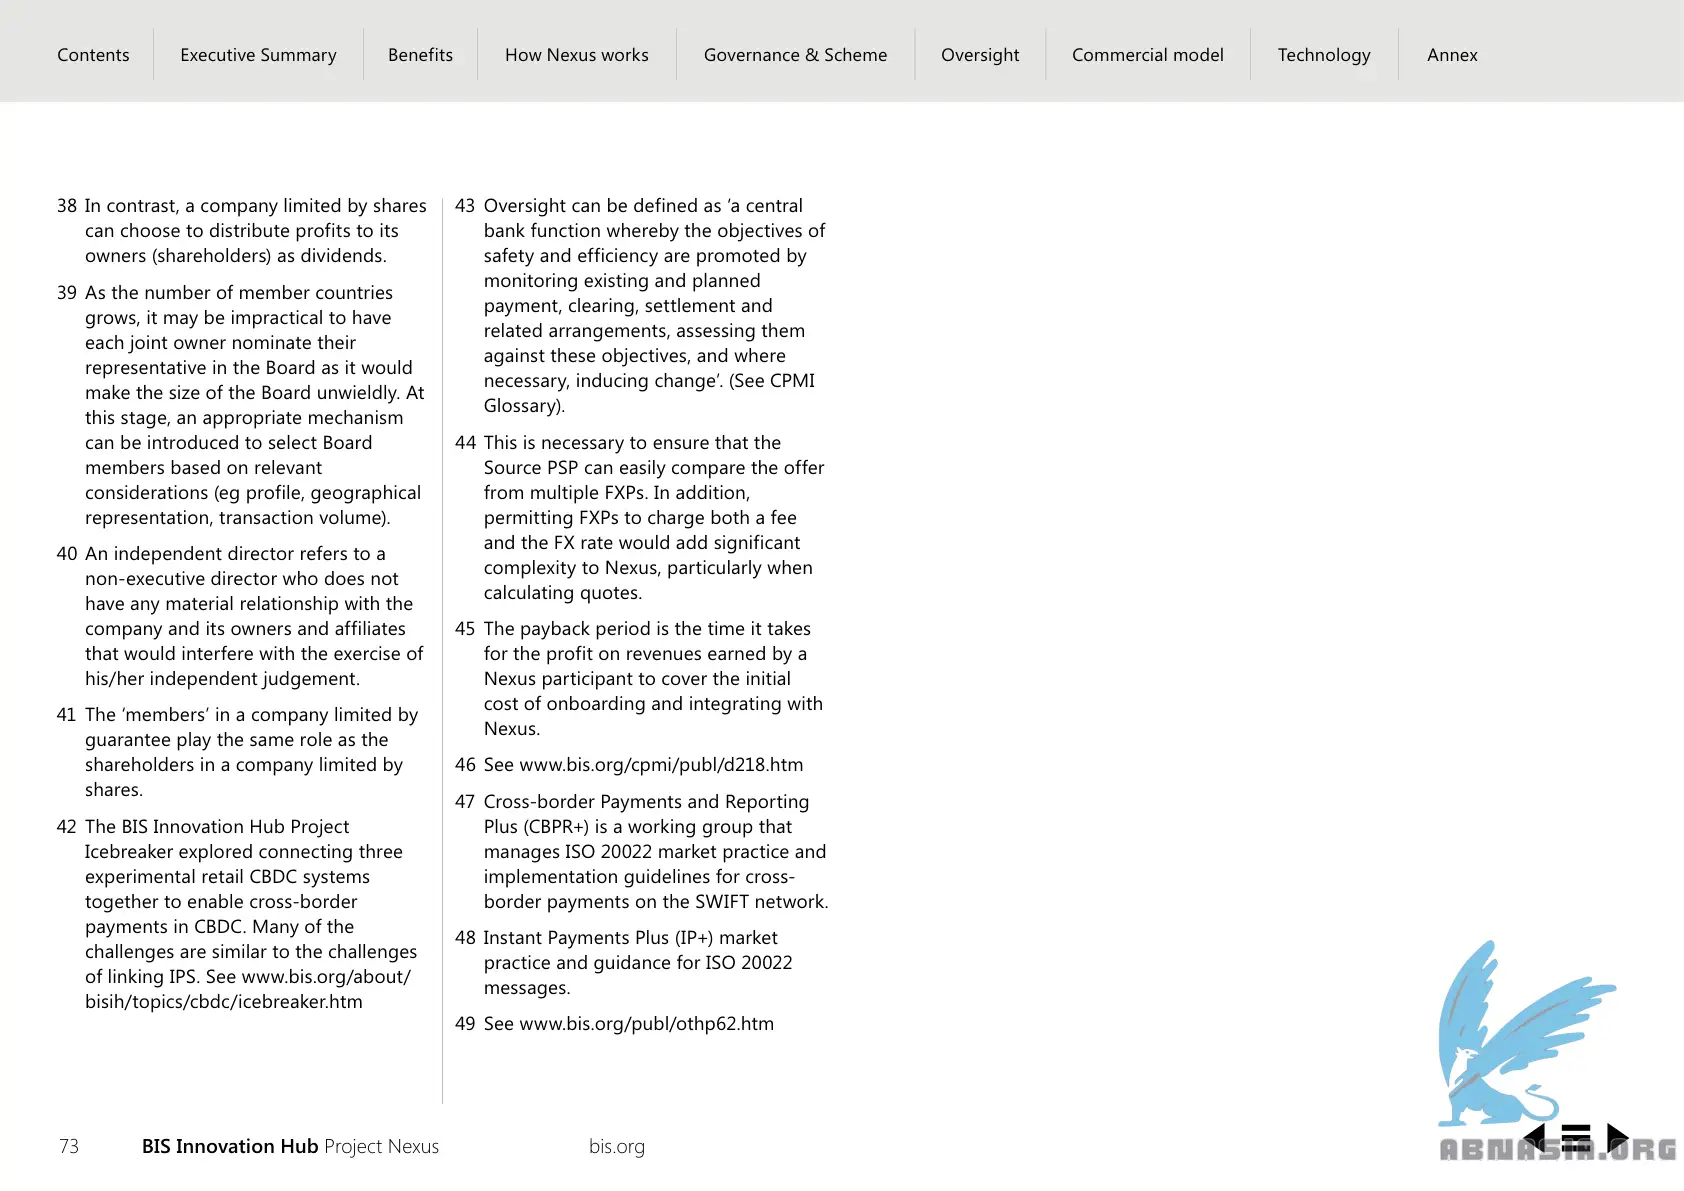 Contents
Executive Summary
Benefits
How Nexus works
Governance & Scheme
Oversight
Commercial model
Technology
Annex
38 In contrast, a company limited by shares
can choose to distribute profits to its
owners (shareholders) as dividends.
39 As the number of member countries
grows, it may be impractical to have
each joint owner nominate their
representative in the Board as it would
make the size of the Board unwieldly. At
this stage, an appropriate mechanism
can be introduced to select Board
members based on relevant
considerations (eg profile, geographical
representation, transaction volume).
40 An independent director refers to a
non-executive director who does not
have any material relationship with the
company and its owners and affiliates
that would interfere with the exercise of
his/her independent judgement.
41 The ‘members’ in a company limited by
guarantee play the same role as the
shareholders in a company limited by
shares.
42 The BIS Innovation Hub Project
Icebreaker explored connecting three
experimental retail CBDC systems
together to enable cross-border
payments in CBDC. Many of the
challenges are similar to the challenges
of linking IPS. See www.bis.org/about/
bisih/topics/cbdc/icebreaker.htm
43 Oversight can be defined as ‘a central
bank function whereby the objectives of
safety and efficiency are promoted by
monitoring existing and planned
payment, clearing, settlement and
related arrangements, assessing them
against these objectives, and where
necessary, inducing change’. (See CPMI
Glossary).
44 This is necessary to ensure that the
Source PSP can easily compare the offer
from multiple FXPs. In addition,
permitting FXPs to charge both a fee
and the FX rate would add significant
complexity to Nexus, particularly when
calculating quotes.
45 The payback period is the time it takes
for the profit on revenues earned by a
Nexus participant to cover the initial
cost of onboarding and integrating with
Nexus.
46 See www.bis.org/cpmi/publ/d218.htm
47 Cross-border Payments and Reporting
Plus (CBPR+) is a working group that
manages ISO 20022 market practice and
implementation guidelines for cross-
border payments on the SWIFT network.
48 Instant Payments Plus (IP+) market
practice and guidance for ISO 20022
messages.
49 See www.bis.org/publ/othp62.htm
73
BIS Innovation Hub Project Nexus
bis.org
ABNASIA.ORG